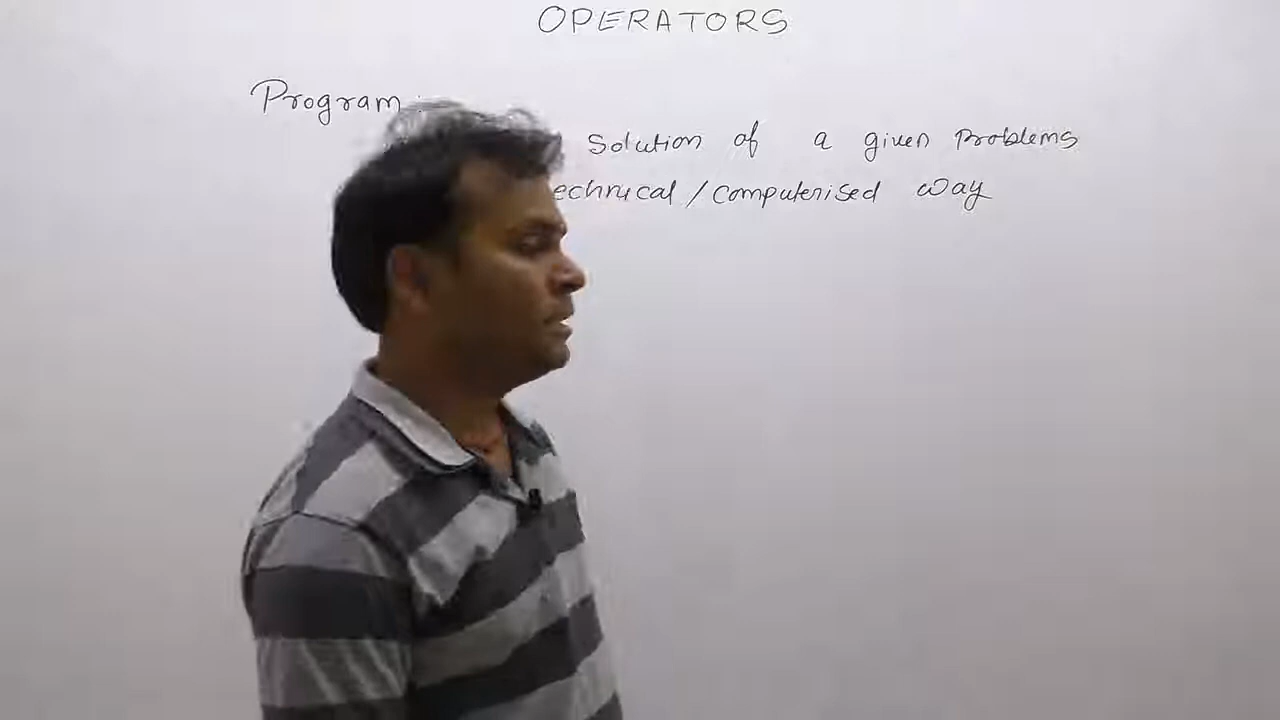 OPERATORS
Program :
Solution of a given Problems
echnical / computerised way